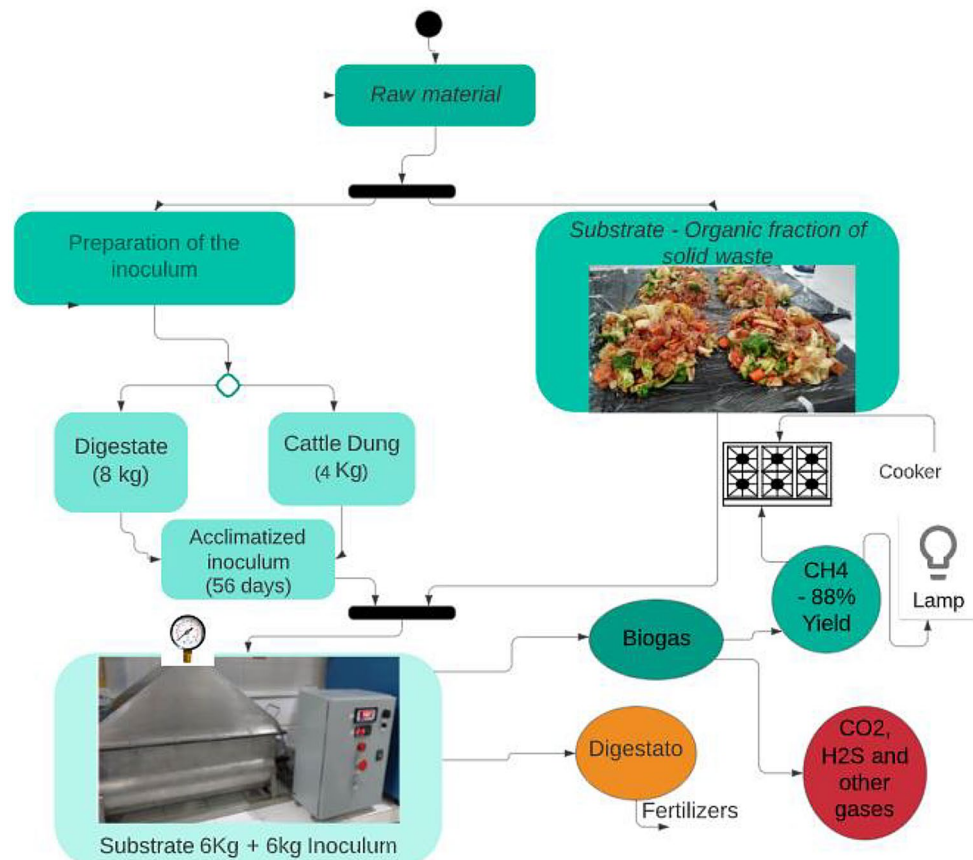 Raw material
Preparation of the
inoculum
Substrate - Organic fraction of
solid waste
Digestate
(8 kg)
Cattle Dung
(4 Kg)
Acclimatized
inoculum
(56 days)
Cooker
CH4
- 88%
Yield
Lamp
Biogas
Digestato
Fertilizers
CO2,
H2S and
other
gases
Substrate 6Kg + 6kg Inoculum